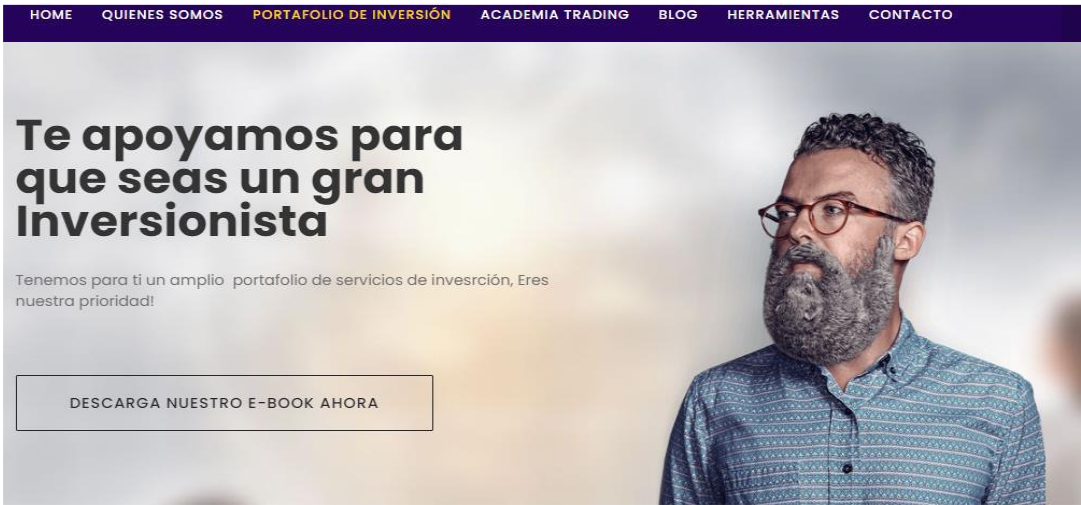 HOME QUIENES SOMOS PORTAFOLIO DE INVERSIÓN ACADEMIA TRADING BLOG HERRAMIENTAS CONTACTO
Te apoyamos para
que seas un gran
Inversionista
Tenemos para ti un amplio portafolio de servicios de invesrción, Eres
nuestra prioridad!
DESCARGA NUESTRO E-BOOK AHORA